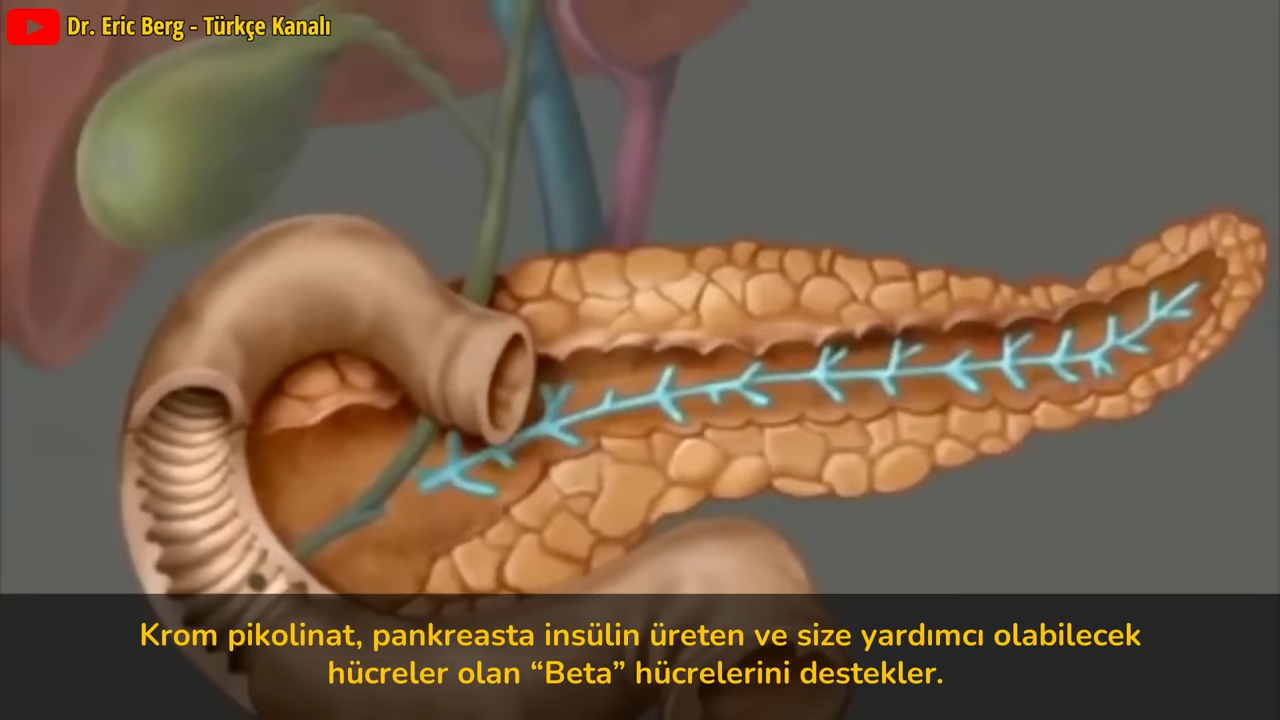 Dr. Eric Berg - Türkçe Kanalı
Krom pikolinat, pankreasta insülin üreten ve size yardımcı olabilecek
hücreler olan “Beta” hücrelerini destekler.